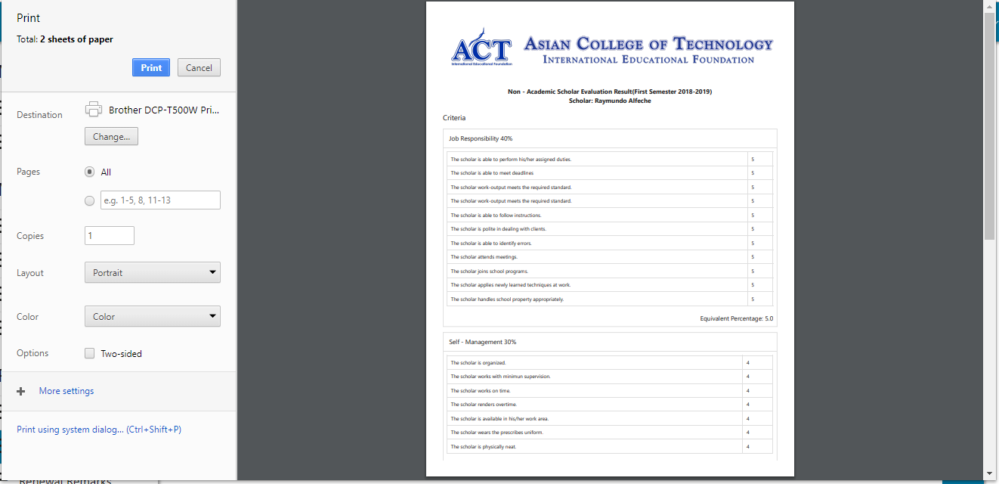 Print
Total: 2 sheets of paper
Print Cancel
Destination Brother DCP-T500W Pri...
Change...
Pages All
e.g. 1-5, 8, 11-13
Copies 1
Layout Portrait
Color Color
Options Two-sided
More settings
Print using system dialog... (Ctrl+Shift+P)
Renewal Remarks
ACT
International Educational Foundation
ASIAN COLLEGE OF TECHNOLOGY
INTERNATIONAL EDUCATIONAL FOUNDATION
Non - Academic Scholar Evaluation Result(First Semester 2018-2019)
Scholar: Raymundo Alfeche
Criteria
Job Responsibility 40%
The scholar is able to perform his/her assigned duties. 5
The scholar is able to meet deadlines 5
The scholar work-output meets the required standard. 5
The scholar work-output meets the required standard. 5
The scholar is able to follow instructions. 5
The scholar is polite in dealing with clients. 5
The scholar is able to identify errors. 5
The scholar attends meetings. 5
The scholar joins school programs. 5
The scholar applies newly learned techniques at work. 5
The scholar handles school property appropriately. 5
Equivalent Percentage: 5.0
Self - Management 30%
The scholar is organized. 4
The scholar works with minimun supervision. 4
The scholar works on time. 4
The scholar renders overtime. 4
The scholar is available in his/her work area. 4
The scholar wears the prescribes uniform. 4
The scholar is physically neat. 4